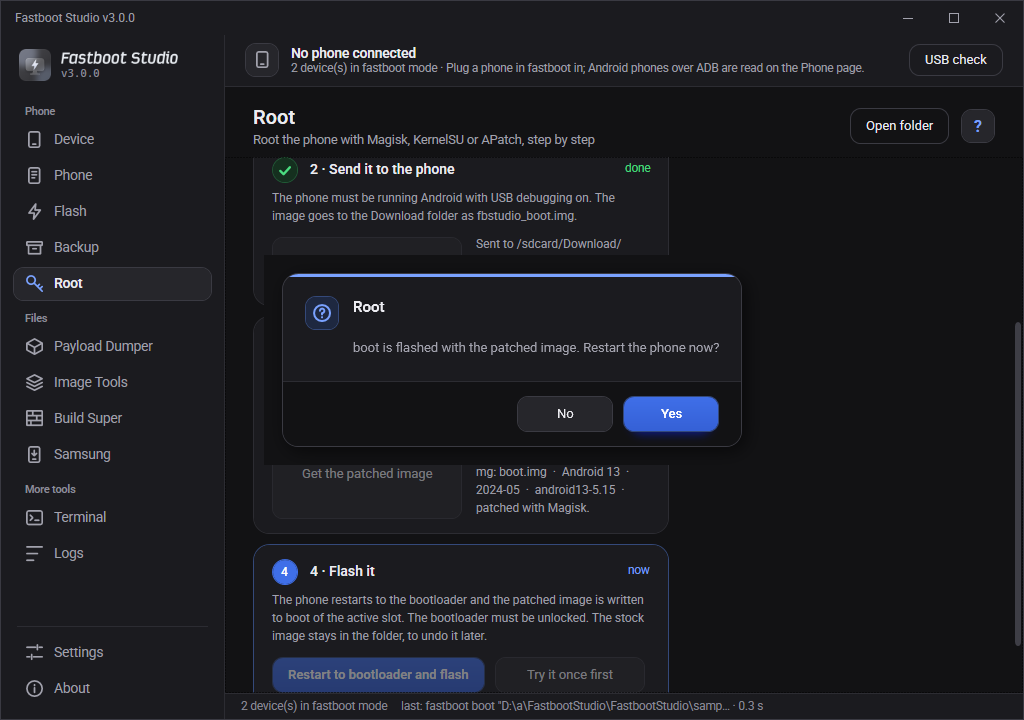 Fastboot Studio v3.0.0
Fastboot Studio
v3.0.0
Phone
Device
Phone
Flash
Backup
Root
Files
Payload Dumper
Image Tools
Build Super
Samsung
More tools
Terminal
Logs
Settings
About
No phone connected
2 device(s) in fastboot mode · Plug a phone in fastboot in; Android phones over ADB are read on the Phone page.
USB check
Root
Root the phone with Magisk, KernelSU or APatch, step by step
Open folder
?
2 · Send it to the phone
done
The phone must be running Android with USB debugging on. The
image goes to the Download folder as fbstudio_boot.img.
Sent to /sdcard/Download/
Root
boot is flashed with the patched image. Restart the phone now?
No
Yes
Get the patched image
mg: boot.img · Android 13 ·
2024-05 · android13-5.15 ·
patched with Magisk.
4
4 · Flash it
now
The phone restarts to the bootloader and the patched image is written
to boot of the active slot. The bootloader must be unlocked. The stock
image stays in the folder, to undo it later.
Restart to bootloader and flash
Try it once first
2 device(s) in fastboot mode
last: fastboot boot "D:\a\FastbootStudio\FastbootStudio\samp… · 0.3 s